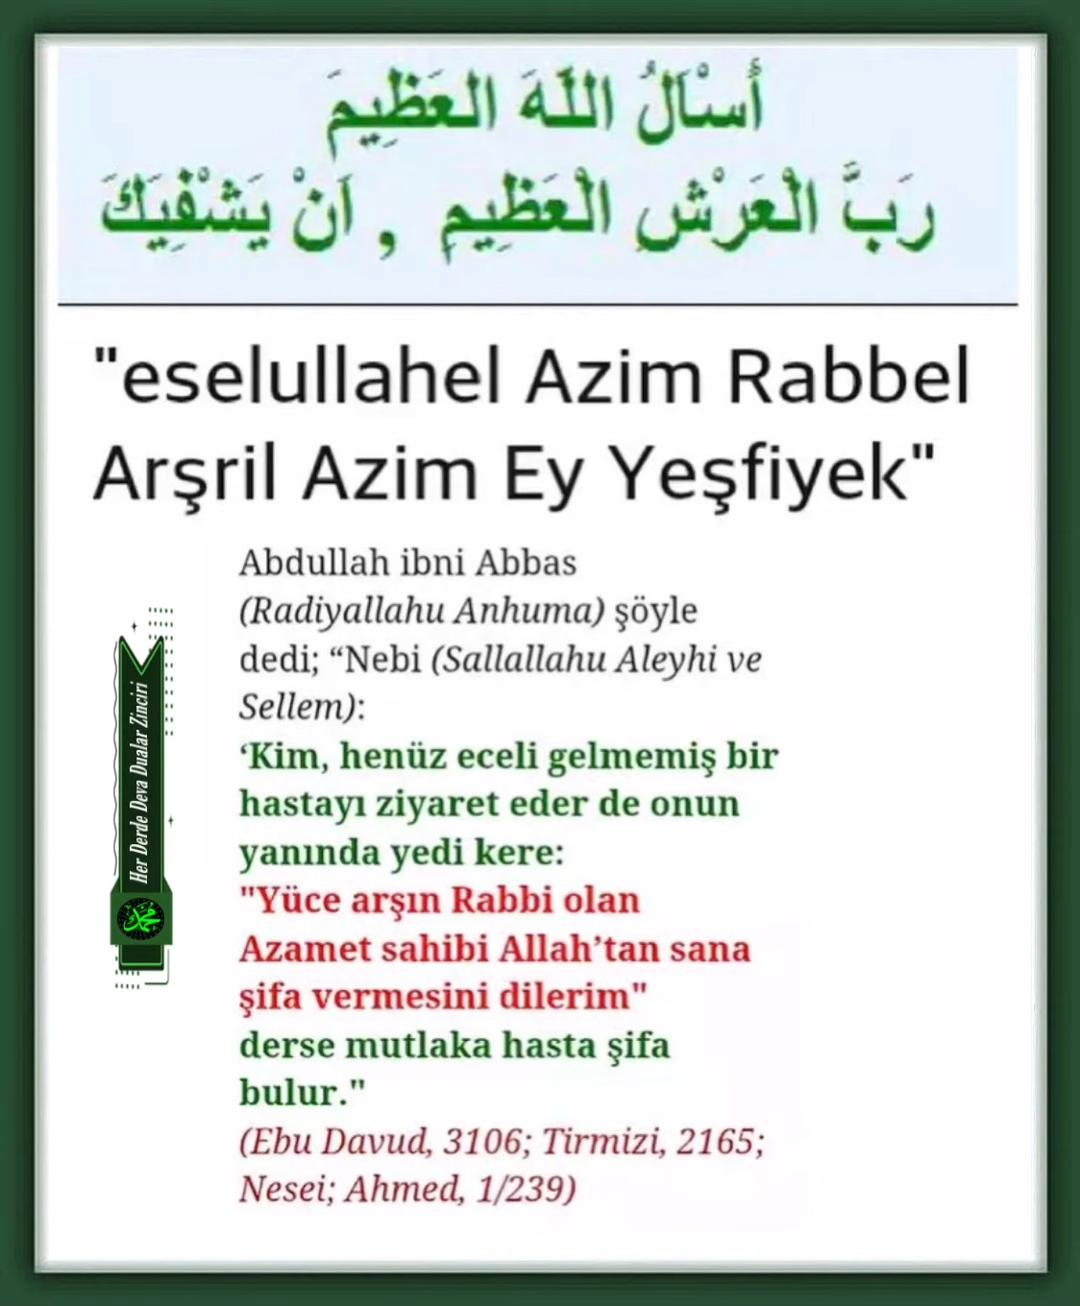 أَسْاَلُ اللّهَ العَظِيمَ
رَبَّ الْعَرْشِ الْعَظِيمِ , اَنْ يَشْفِيَكَ
"eselullahel Azim Rabbel
Arşril Azim Ey Yeşfiyek"
Abdullah ibni Abbas
(Radiyallahu Anhuma) şöyle
dedi; “Nebi (Sallallahu Aleyhi ve
Sellem):
‘Kim, henüz eceli gelmemiş bir
hastayı ziyaret eder de onun
yanında yedi kere:
"Yüce arşın Rabbi olan
Azamet sahibi Allah’tan sana
şifa vermesini dilerim"
derse mutlaka hasta şifa
bulur."
(Ebu Davud, 3106; Tirmizi, 2165;
Nesei; Ahmed, 1/239)
Her Derde Deva Dualar Zinciri
محمد